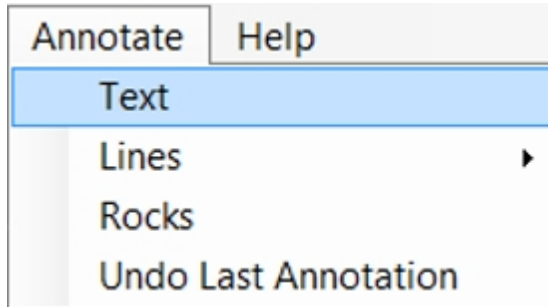 Annotate Help
Text
Lines
Rocks
Undo Last Annotation